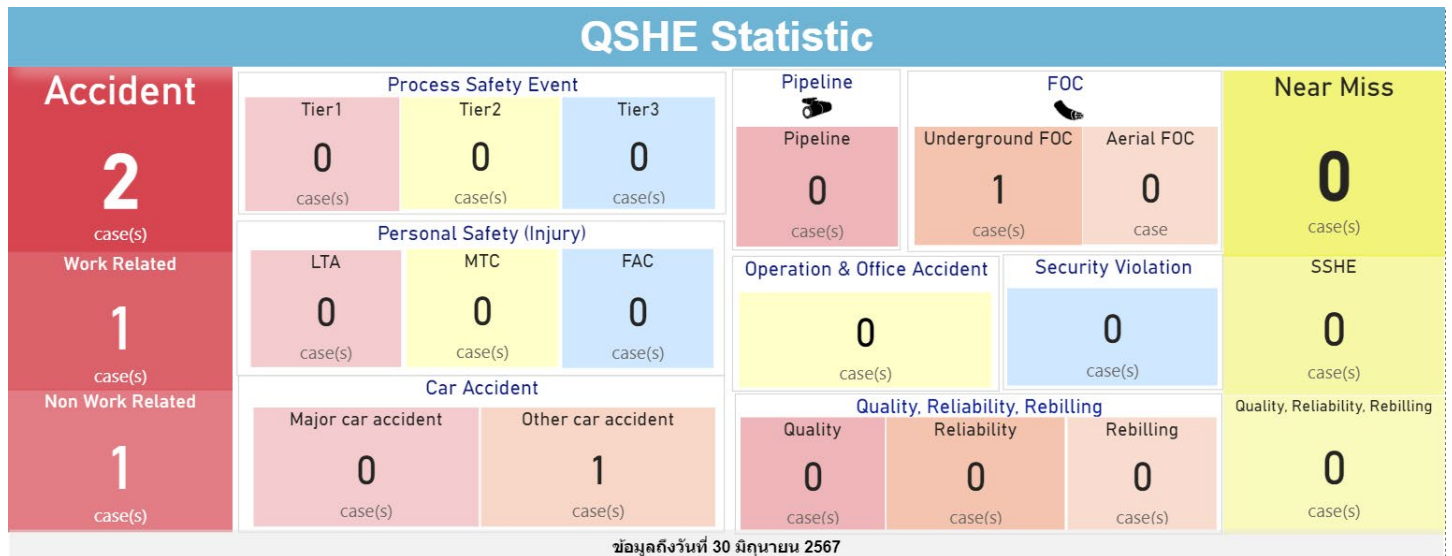 QSHE Statistic
Accident
2
case(s)
Work Related
1
case(s)
Non Work Related
1
case(s)
Process Safety Event
Tier1 Tier2 Tier3
0 0 0
case(s) case(s) case(s)
Personal Safety (Injury)
LTA MTC FAC
0 0 0
case(s) case(s) case(s)
Car Accident
Major car accident Other car accident
0 1
case(s) case(s)
Pipeline
Pipeline
0
case(s)
FOC
Underground FOC Aerial FOC
1 0
case(s) case
Operation & Office Accident
0
case(s)
Security Violation
0
case(s)
Quality, Reliability, Rebilling
Quality Reliability Rebilling
0 0 0
case(s) case(s) case(s)
Near Miss
0
case(s)
SSHE
0
case(s)
Quality, Reliability, Rebilling
0
case(s)
ข้อมูลถึงวันที่ 30 มิถุนายน 2567